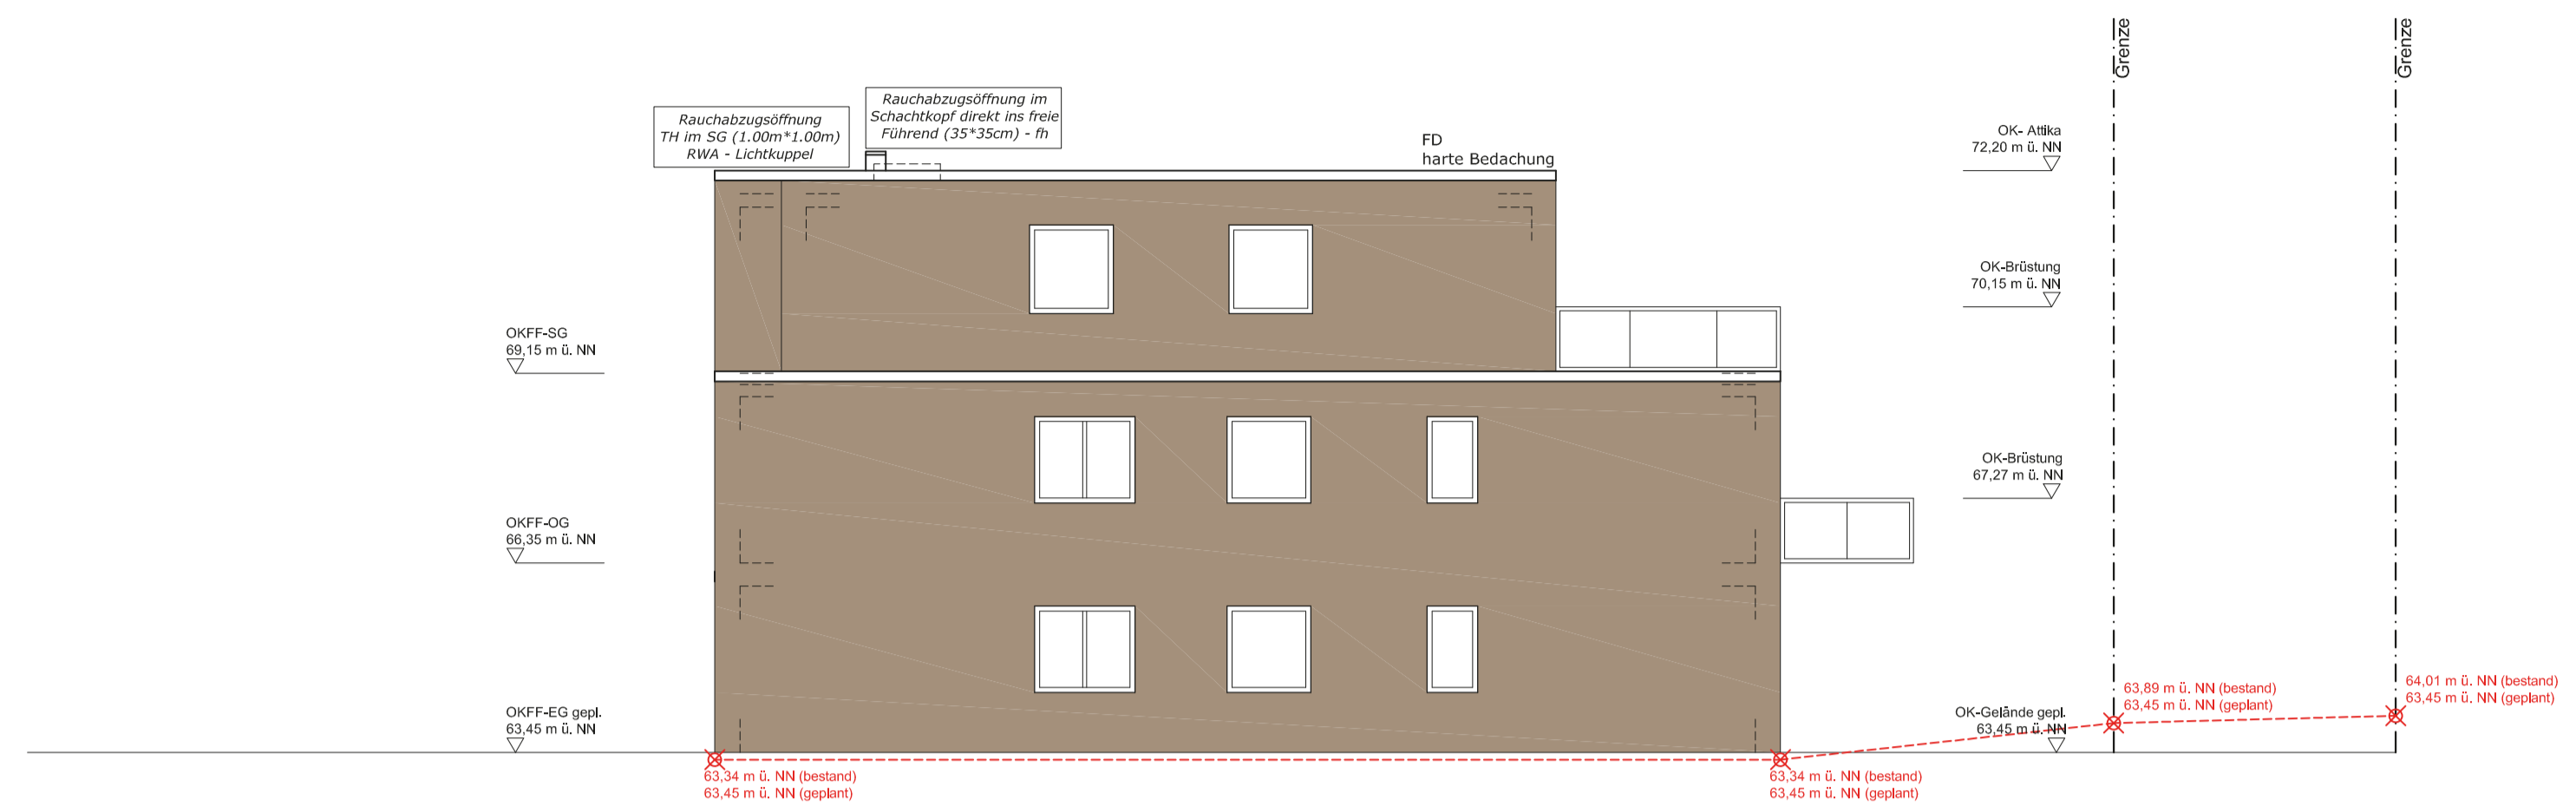 Grenze
Grenze
Rauchabzugsöffnung
TH im SG (1.00m*1.00m)
RWA - Lichtkuppel
Rauchabzugsöffnung im
Schachtkopf direkt ins freie
Führend (35*35cm) - fh
FD
harte Bedachung
OK- Attika
72,20 m ü. NN
OK-Brüstung
70,15 m ü. NN
OKFF-SG
69,15 m ü. NN
OK-Brüstung
67,27 m ü. NN
OKFF-OG
66,35 m ü. NN
OKFF-EG gepl.
63,45 m ü. NN
OK-Gelände gepl.
63,45 m ü. NN
63,89 m ü. NN (bestand)
63,45 m ü. NN (geplant)
64,01 m ü. NN (bestand)
63,45 m ü. NN (geplant)
63,34 m ü. NN (bestand)
63,45 m ü. NN (geplant)
63,34 m ü. NN (bestand)
63,45 m ü. NN (geplant)